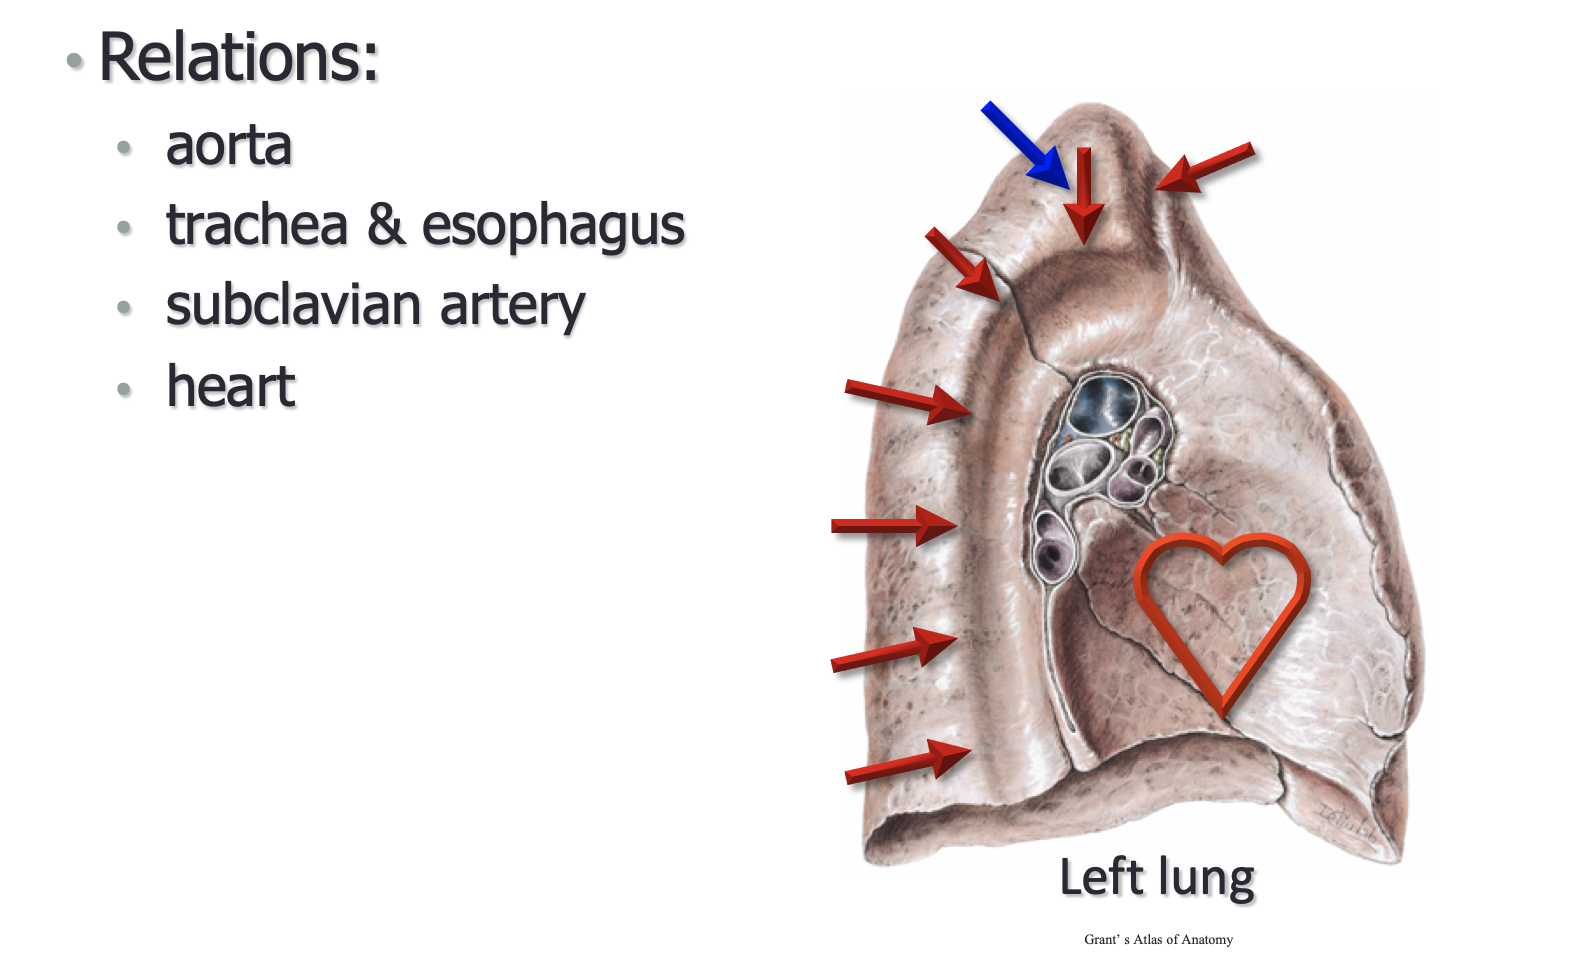 • Relations:
• aorta
• trachea & esophagus
• subclavian artery
• heart
Left lung
Grant’ s Atlas of Anatomy